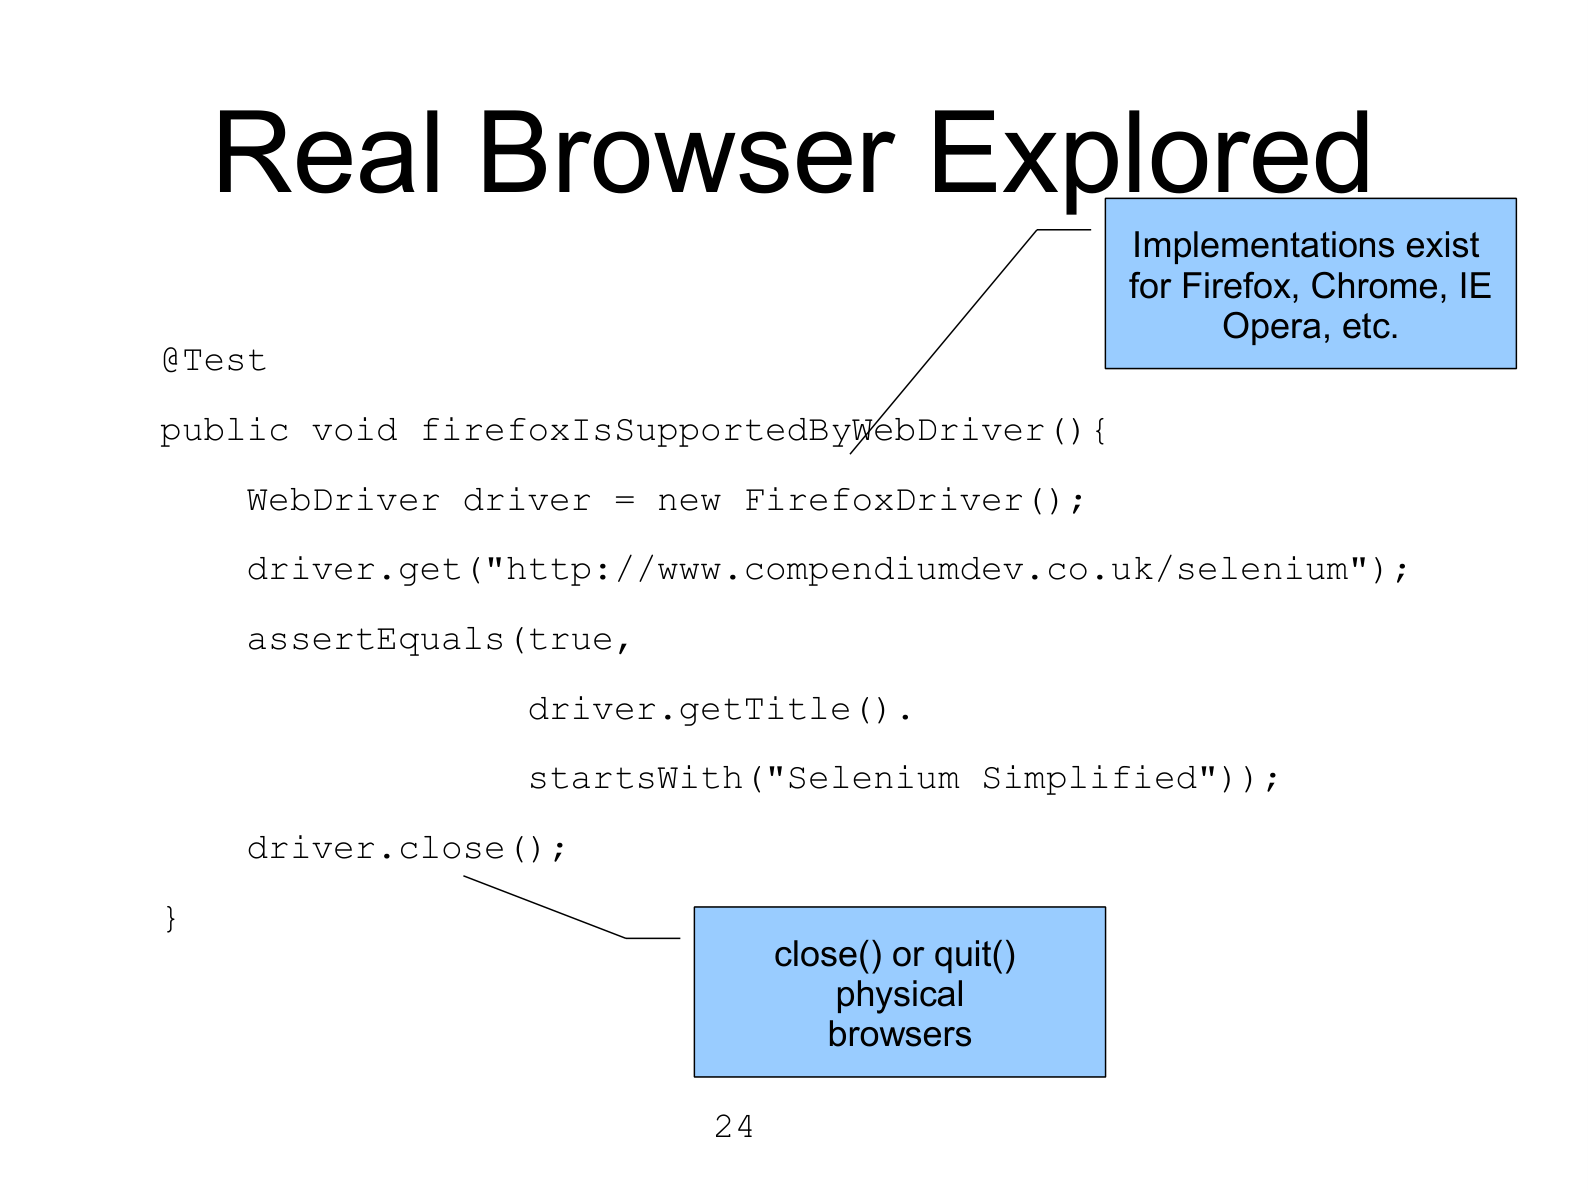 Real Browser Explored
Implementations exist
for Firefox, Chrome, IE
Opera, etc.
@Test
public void firefoxIsSupportedByWebDriver(){
WebDriver driver = new FirefoxDriver();
driver.get("http://www.compendiumdev.co.uk/selenium");
assertEquals(true,
driver.getTitle().
startsWith("Selenium Simplified"));
driver.close();
}
close() or quit()
physical
browsers
24